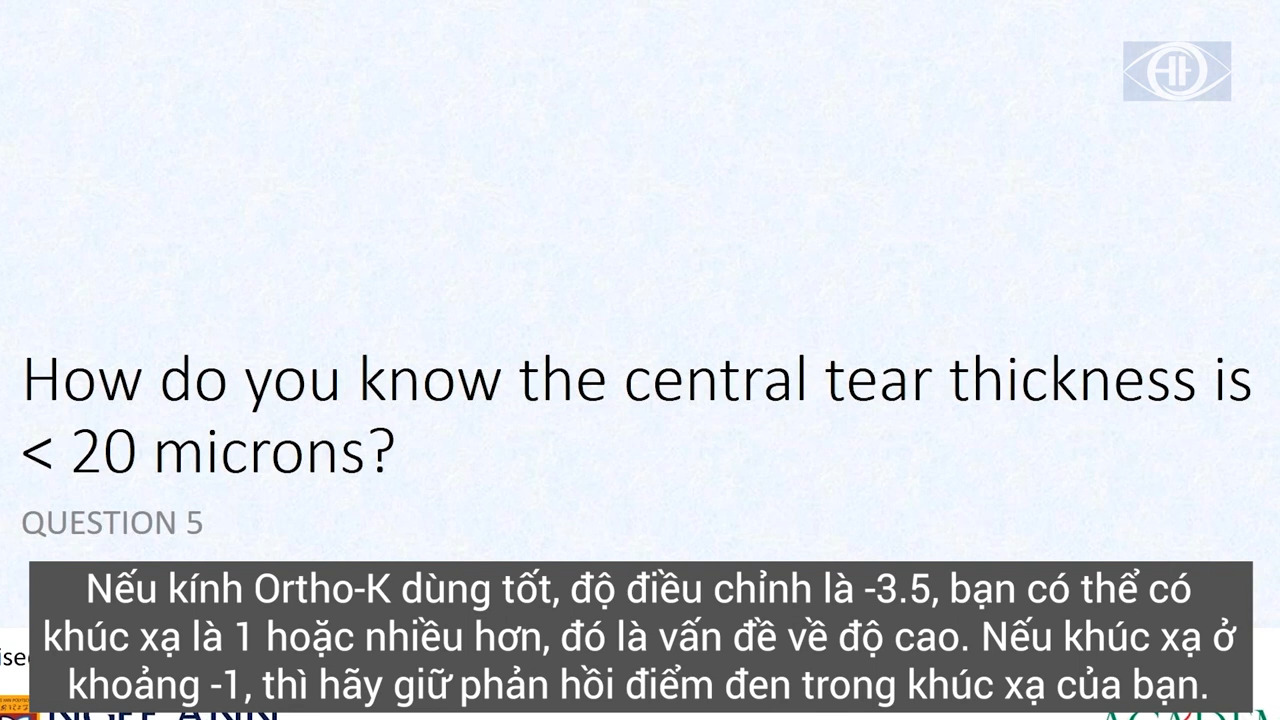 How do you know the central tear thickness is
< 20 microns?
QUESTION 5
Nếu kính Ortho-K dùng tốt, độ điều chỉnh là -3.5, bạn có thể có
khúc xạ là 1 hoặc nhiều hơn, đó là vấn đề về độ cao. Nếu khúc xạ ở
khoảng -1, thì hãy giữ phản hồi điểm đen trong khúc xạ của bạn.